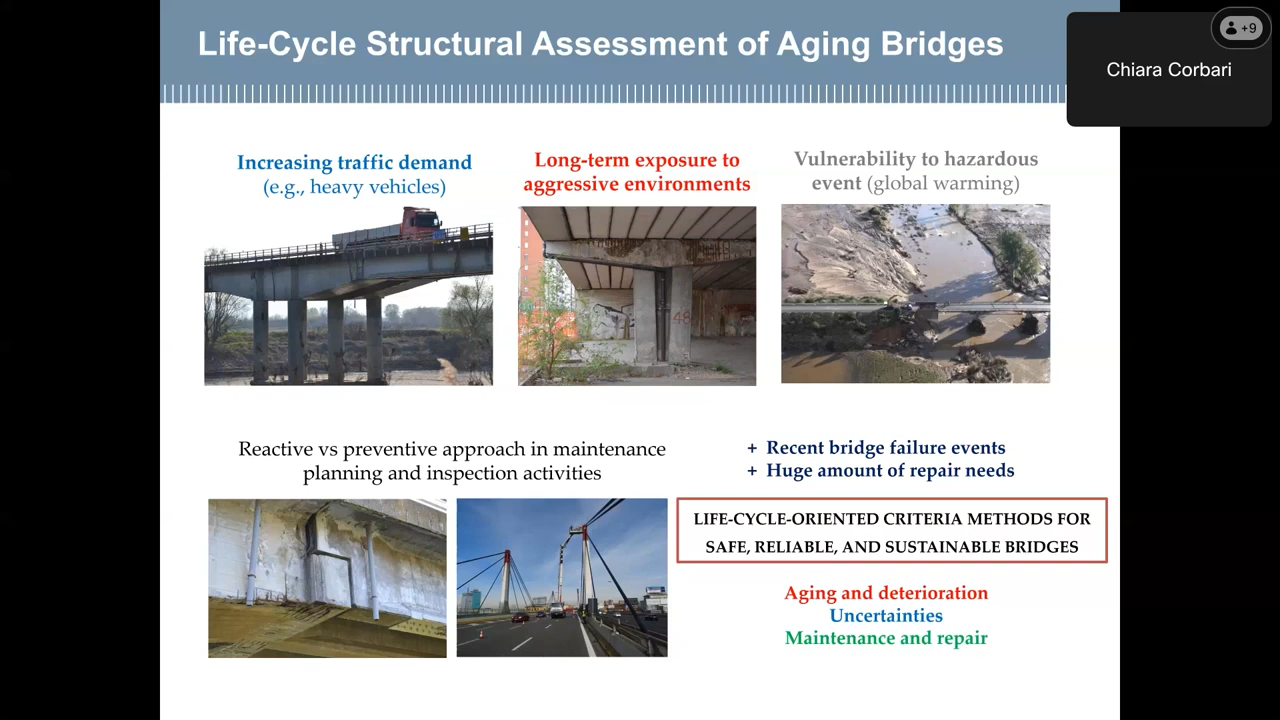 Life-Cycle Structural Assessment of Aging Bridges
+9
Chiara Corbari
Increasing traffic demand
(e.g., heavy vehicles)
Long-term exposure to
aggressive environments
Vulnerability to hazardous
event (global warming)
48
Reactive vs preventive approach in maintenance
planning and inspection activities
+ Recent bridge failure events
+ Huge amount of repair needs
LIFE-CYCLE-ORIENTED CRITERIA METHODS FOR
SAFE, RELIABLE, AND SUSTAINABLE BRIDGES
Aging and deterioration
Uncertainties
Maintenance and repair